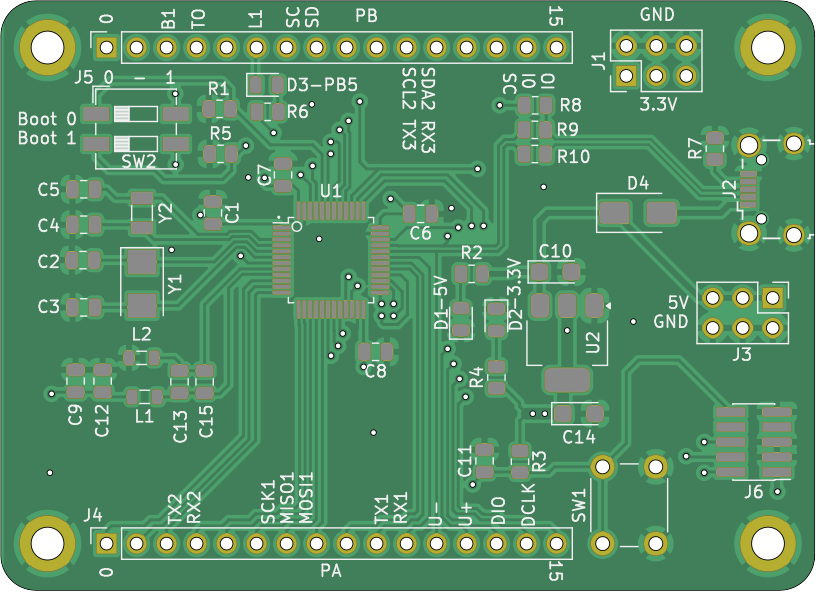 0 B1 TO L1 SC SD PB 15
GND
J1
3.3V
J5 0 - 1
R1
D3-PB5
R6
SCL2 TX3
SDA2 RX3
SC IO OI
R8
R9
R10
Boot 0
Boot 1
SW2
R5
C7
U1
R7
J2
D4
C5
C4
C2
C3
Y2
Y1
C1
C6
R2
C10
D1-5V
D2-3.3V
U2
5V
GND
J3
L2
L1
C9
C12
C13
C15
C8
R4
C14
C11
R3
SW1
J6
J4
TX2
RX2
SCK1
MISO1
MOSI1
TX1
RX1
U-
U+
DIO
DCLK
0 PA 15